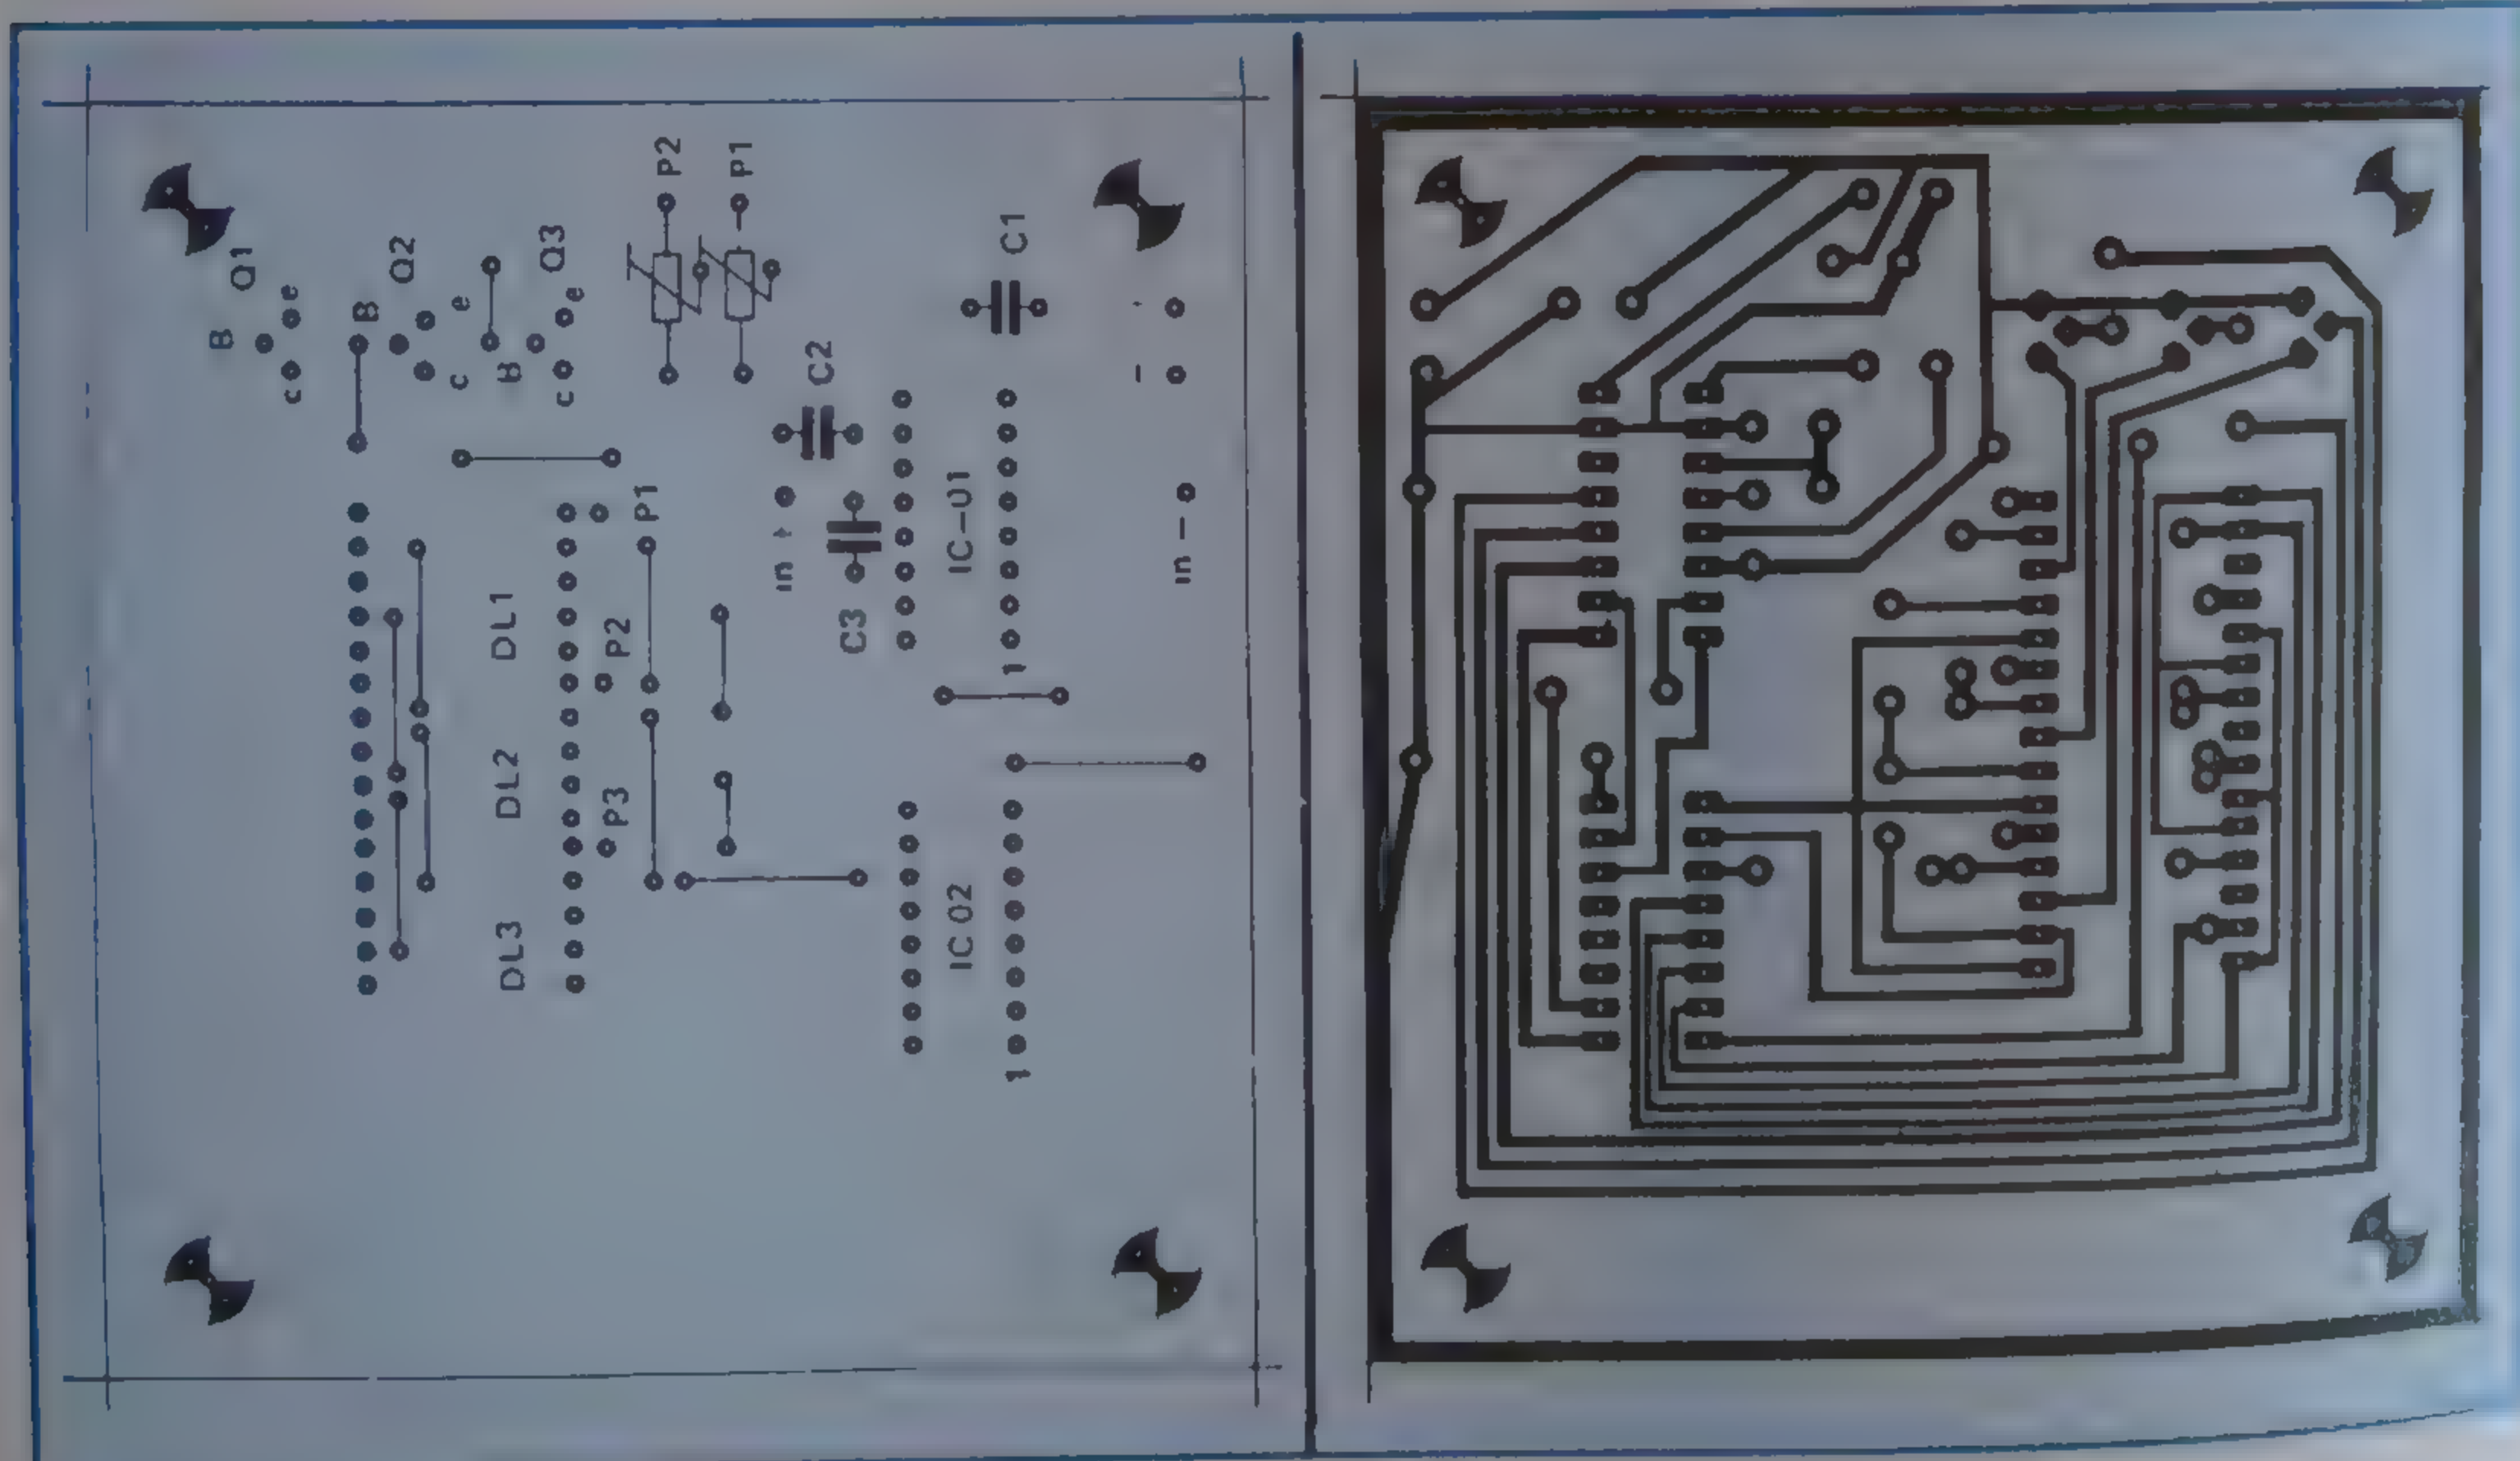 P2
P1
Q1
Q2
Q3
C1
B
e
c
B
e
c
B
e
c
C2
+
-
P1
in +
IC-01
in -
DL1
P2
C3
1
DL2
P3
DL3
IC 02
1